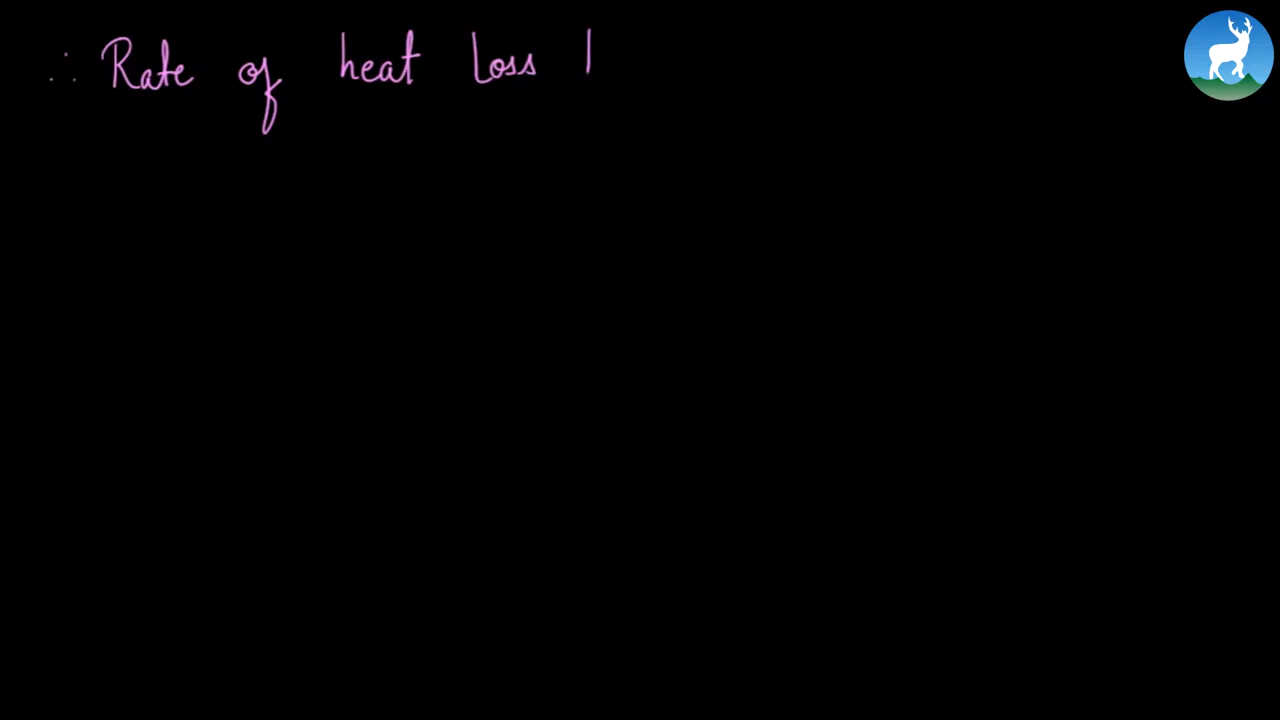 ∴ Rate of heat loss